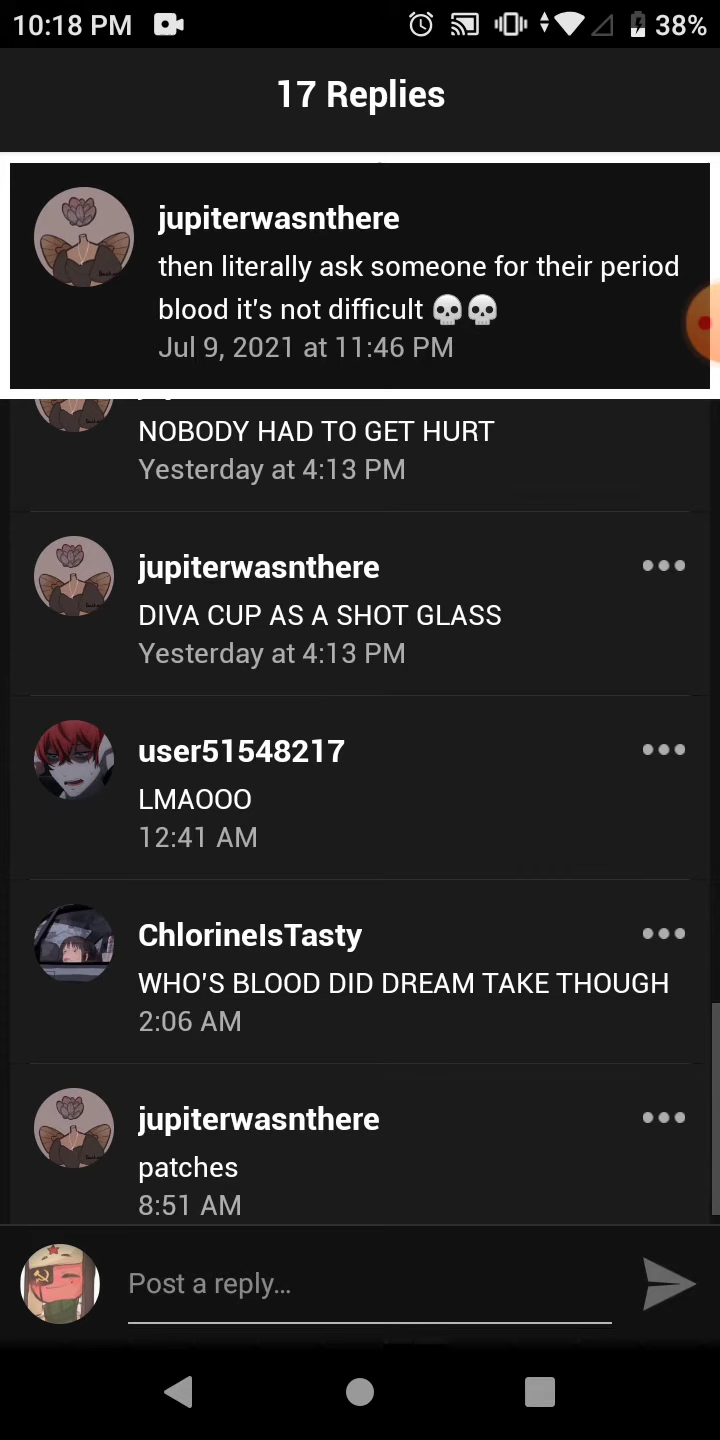 10:18 PM
38%
17 Replies
jupiterwasnthere
then literally ask someone for their period
blood it's not difficult 💀💀
Jul 9, 2021 at 11:46 PM
NOBODY HAD TO GET HURT
Yesterday at 4:13 PM
jupiterwasnthere
DIVA CUP AS A SHOT GLASS
Yesterday at 4:13 PM
user51548217
LMAOOO
12:41 AM
ChlorineIsTasty
WHO'S BLOOD DID DREAM TAKE THOUGH
2:06 AM
jupiterwasnthere
patches
8:51 AM
Post a reply...